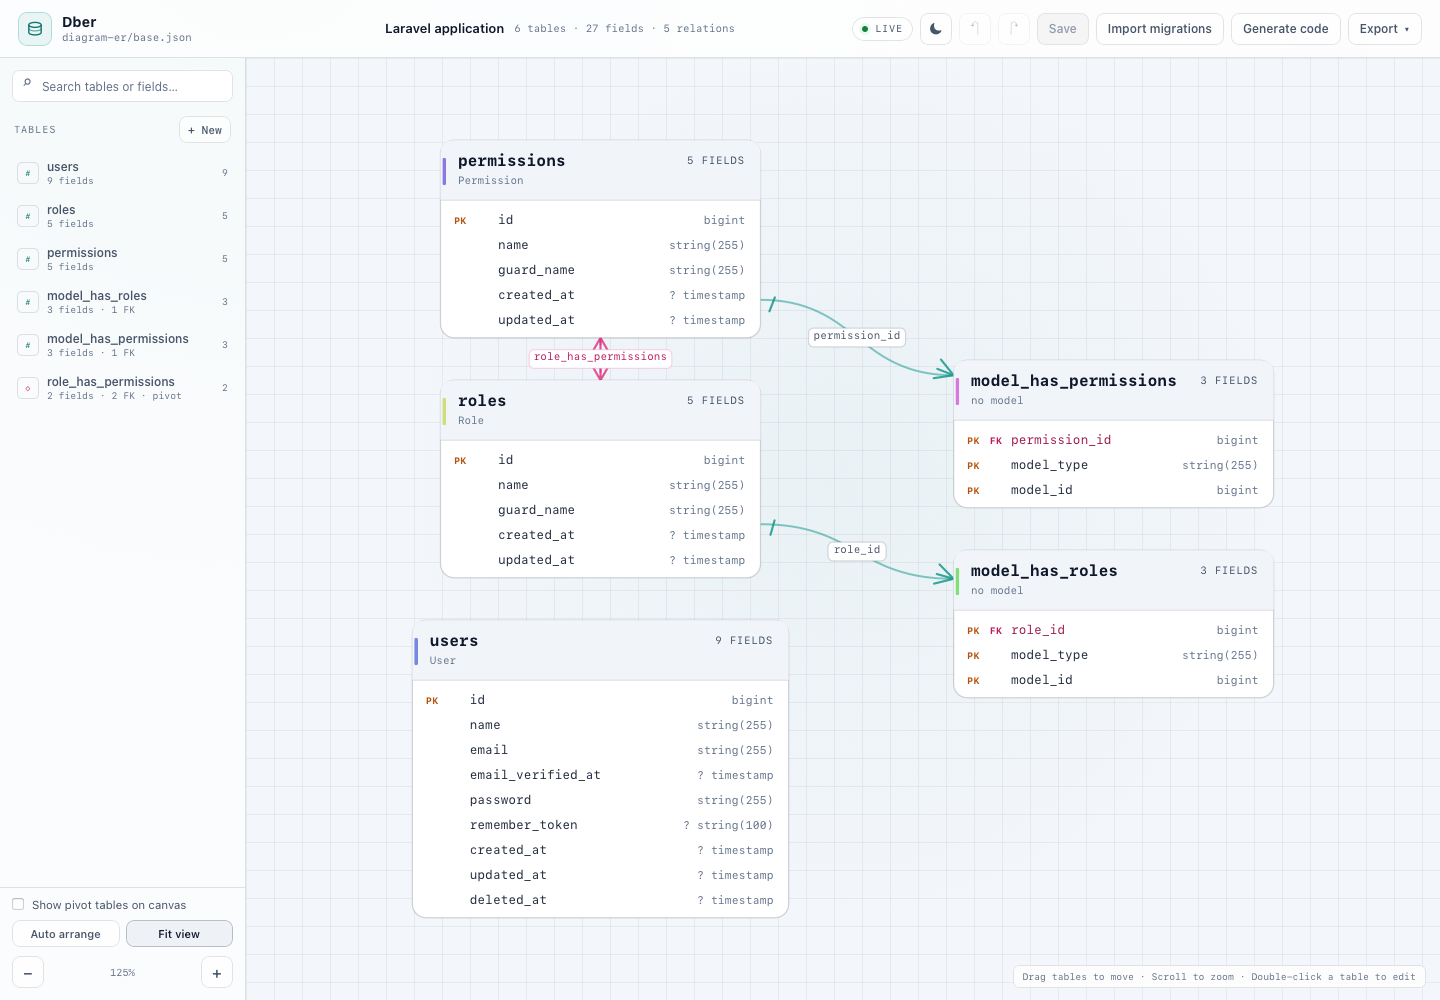 Dber
diagram-er/base.json
Laravel application 6 tables · 27 fields · 5 relations
LIVE
Save
Import migrations
Generate code
Export ▾
Search tables or fields...
TABLES
+ New
# users 9
9 fields
# roles 5
5 fields
# permissions 5
5 fields
# model_has_roles 3
3 fields · 1 FK
# model_has_permissions 3
3 fields · 1 FK
◇ role_has_permissions 2
2 fields · 2 FK · pivot
Show pivot tables on canvas
Auto arrange
Fit view
− 125% +
permissions 5 FIELDS
Permission
PK id bigint
name string(255)
guard_name string(255)
created_at ? timestamp
updated_at ? timestamp
role_has_permissions
roles 5 FIELDS
Role
PK id bigint
name string(255)
guard_name string(255)
created_at ? timestamp
updated_at ? timestamp
users 9 FIELDS
User
PK id bigint
name string(255)
email string(255)
email_verified_at ? timestamp
password string(255)
remember_token ? string(100)
created_at ? timestamp
updated_at ? timestamp
deleted_at ? timestamp
permission_id
role_id
model_has_permissions 3 FIELDS
no model
PK FK permission_id bigint
PK model_type string(255)
PK model_id bigint
model_has_roles 3 FIELDS
no model
PK FK role_id bigint
PK model_type string(255)
PK model_id bigint
Drag tables to move · Scroll to zoom · Double-click a table to edit